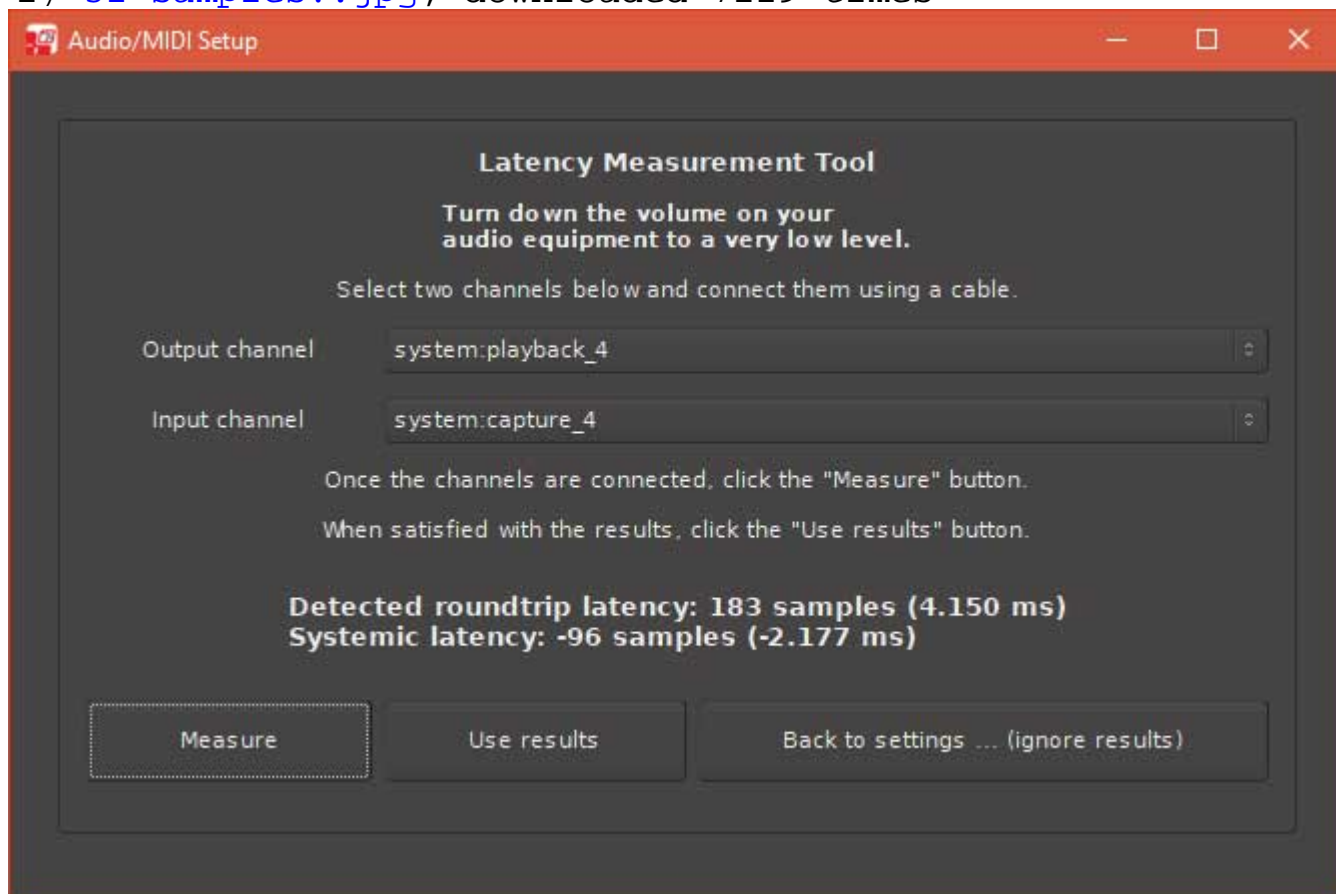 Audio/MIDI Setup
Latency Measurement Tool
Turn down the volume on your
audio equipment to a very low level.
Select two channels below and connect them using a cable.
Output channel system:playback_4
Input channel system:capture_4
Once the channels are connected, click the "Measure" button.
When satisfied with the results, click the "Use results" button.
Detected roundtrip latency: 183 samples (4.150 ms)
Systemic latency: -96 samples (-2.177 ms)
Measure Use results Back to settings ... (ignore results)